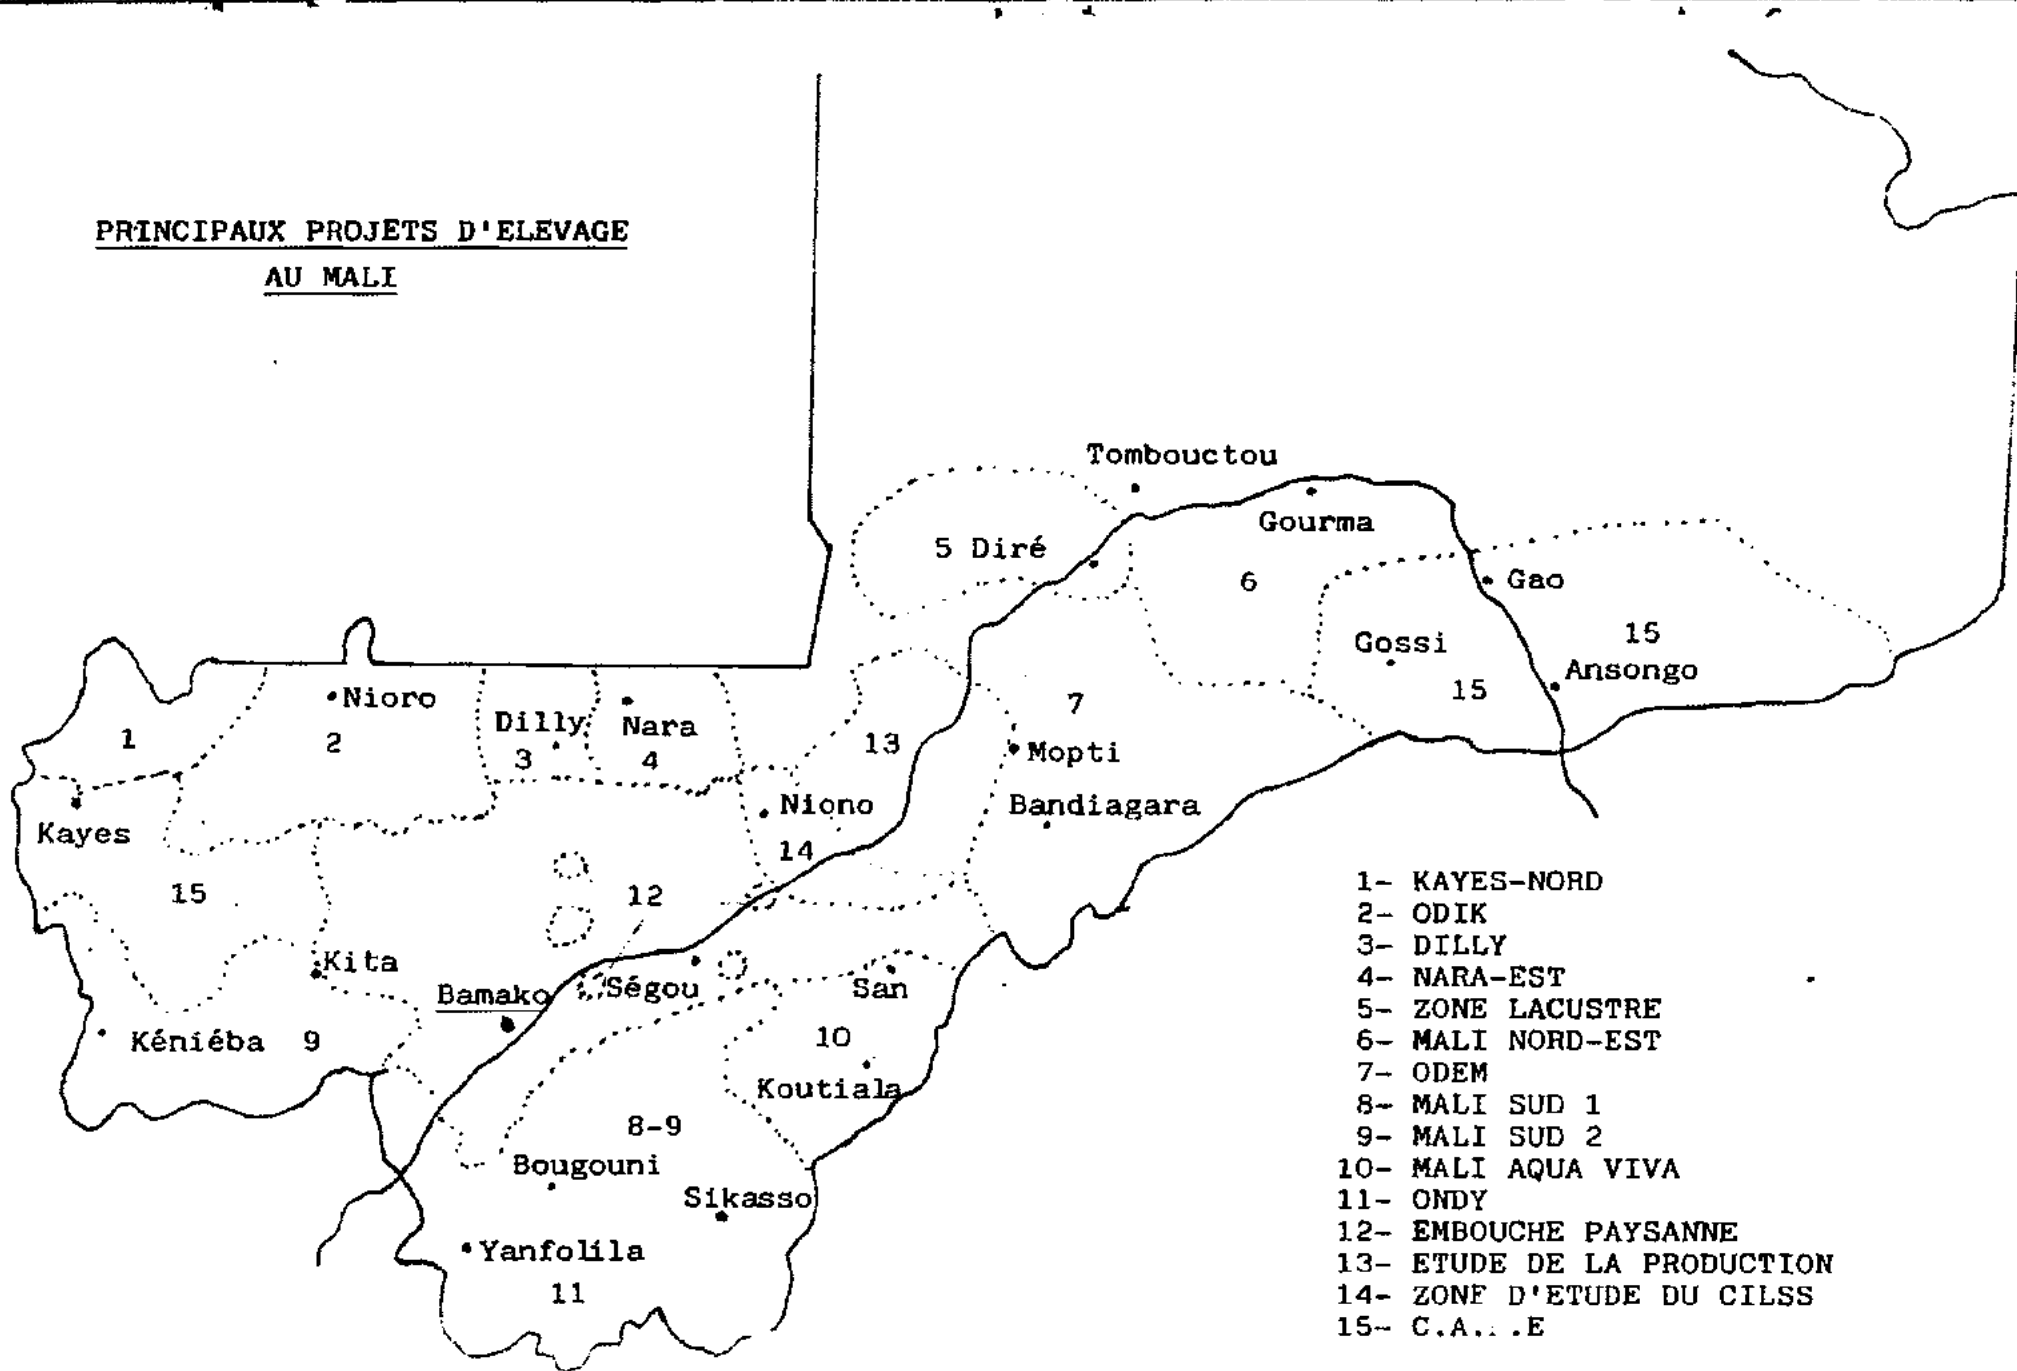 PRINCIPAUX PROJETS D'ELEVAGE
AU MALI
Tombouctou
Gourma
5 Diré
6
Gao
15
Gossi
Ansongo
15
Nioro
Dilly
Nara
7
1
2
3
4
13
Mopti
Niono
Bandiagara
Kayes
14
15
12
Kita
Bamako
Ségou
San
Kéniéba 9
10
Koutiala
8-9
Bougouni
Sikasso
Yanfolila
11
1- KAYES-NORD
2- ODIK
3- DILLY
4- NARA-EST
5- ZONE LACUSTRE
6- MALI NORD-EST
7- ODEM
8- MALI SUD 1
9- MALI SUD 2
10- MALI AQUA VIVA
11- ONDY
12- EMBOUCHE PAYSANNE
13- ETUDE DE LA PRODUCTION
14- ZONE D'ETUDE DU CILSS
15-